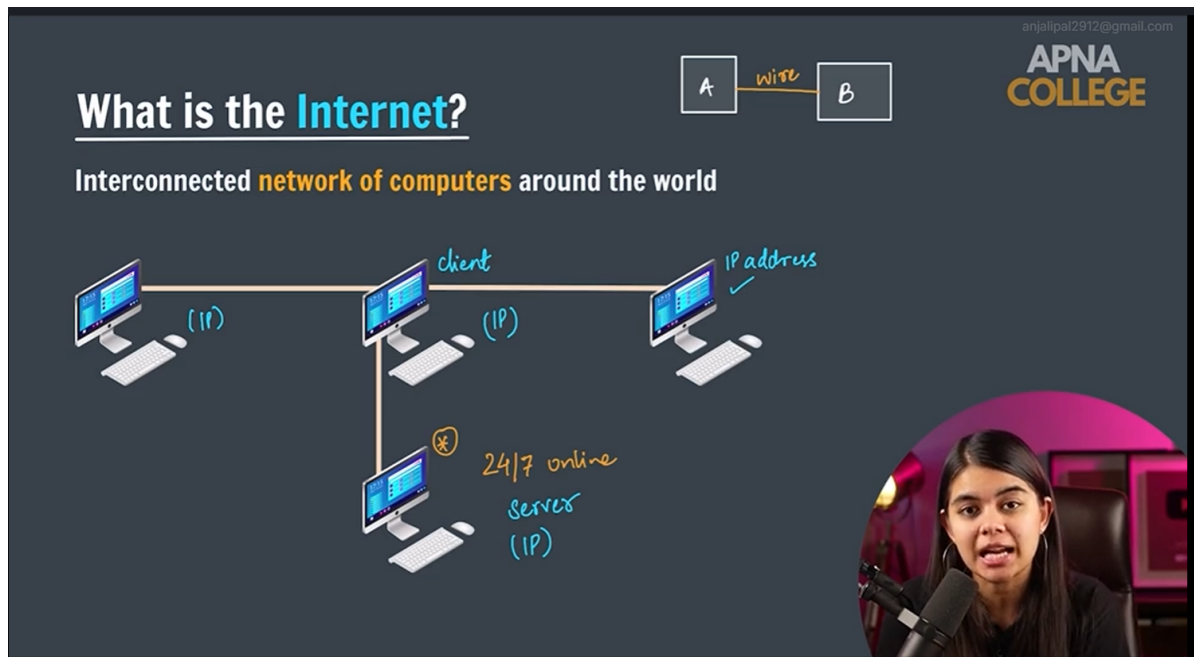 anjalipal2912@gmail.com
APNA
COLLEGE
A
wire
B
What is the Internet?
Interconnected network of computers around the world
client
IP address
(IP)
(IP)
24/7 online
server
(IP)